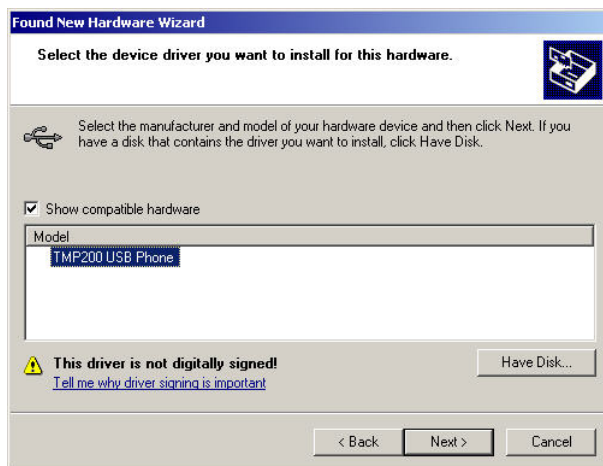 Found New Hardware Wizard
Select the device driver you want to install for this hardware.
Select the manufacturer and model of your hardware device and then click Next. If you
have a disk that contains the driver you want to install, click Have Disk.
Show compatible hardware
Model
TMP200 USB Phone
This driver is not digitally signed!
Tell me why driver signing is important
Have Disk...
< Back
Next >
Cancel